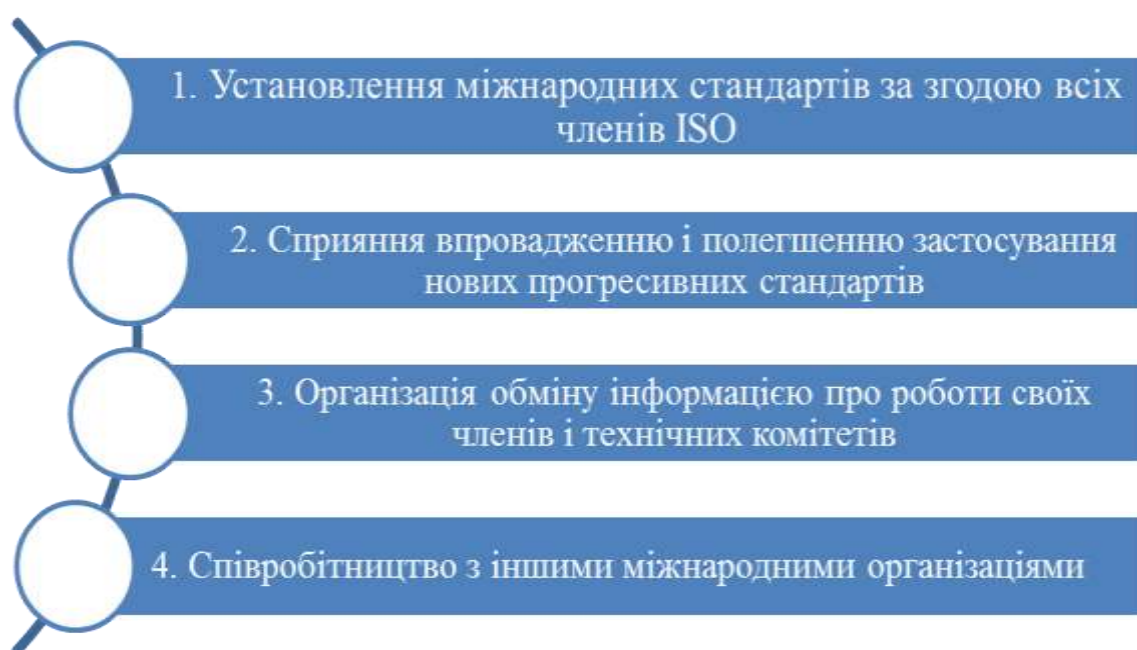 1. Установлення міжнародних стандартів за згодою всіх
членів ISO
2. Сприяння впровадженню і полегшенню застосування
нових прогресивних стандартів
3. Організація обміну інформацією про роботи своїх
членів і технічних комітетів
4. Співробітництво з іншими міжнародними організаціями